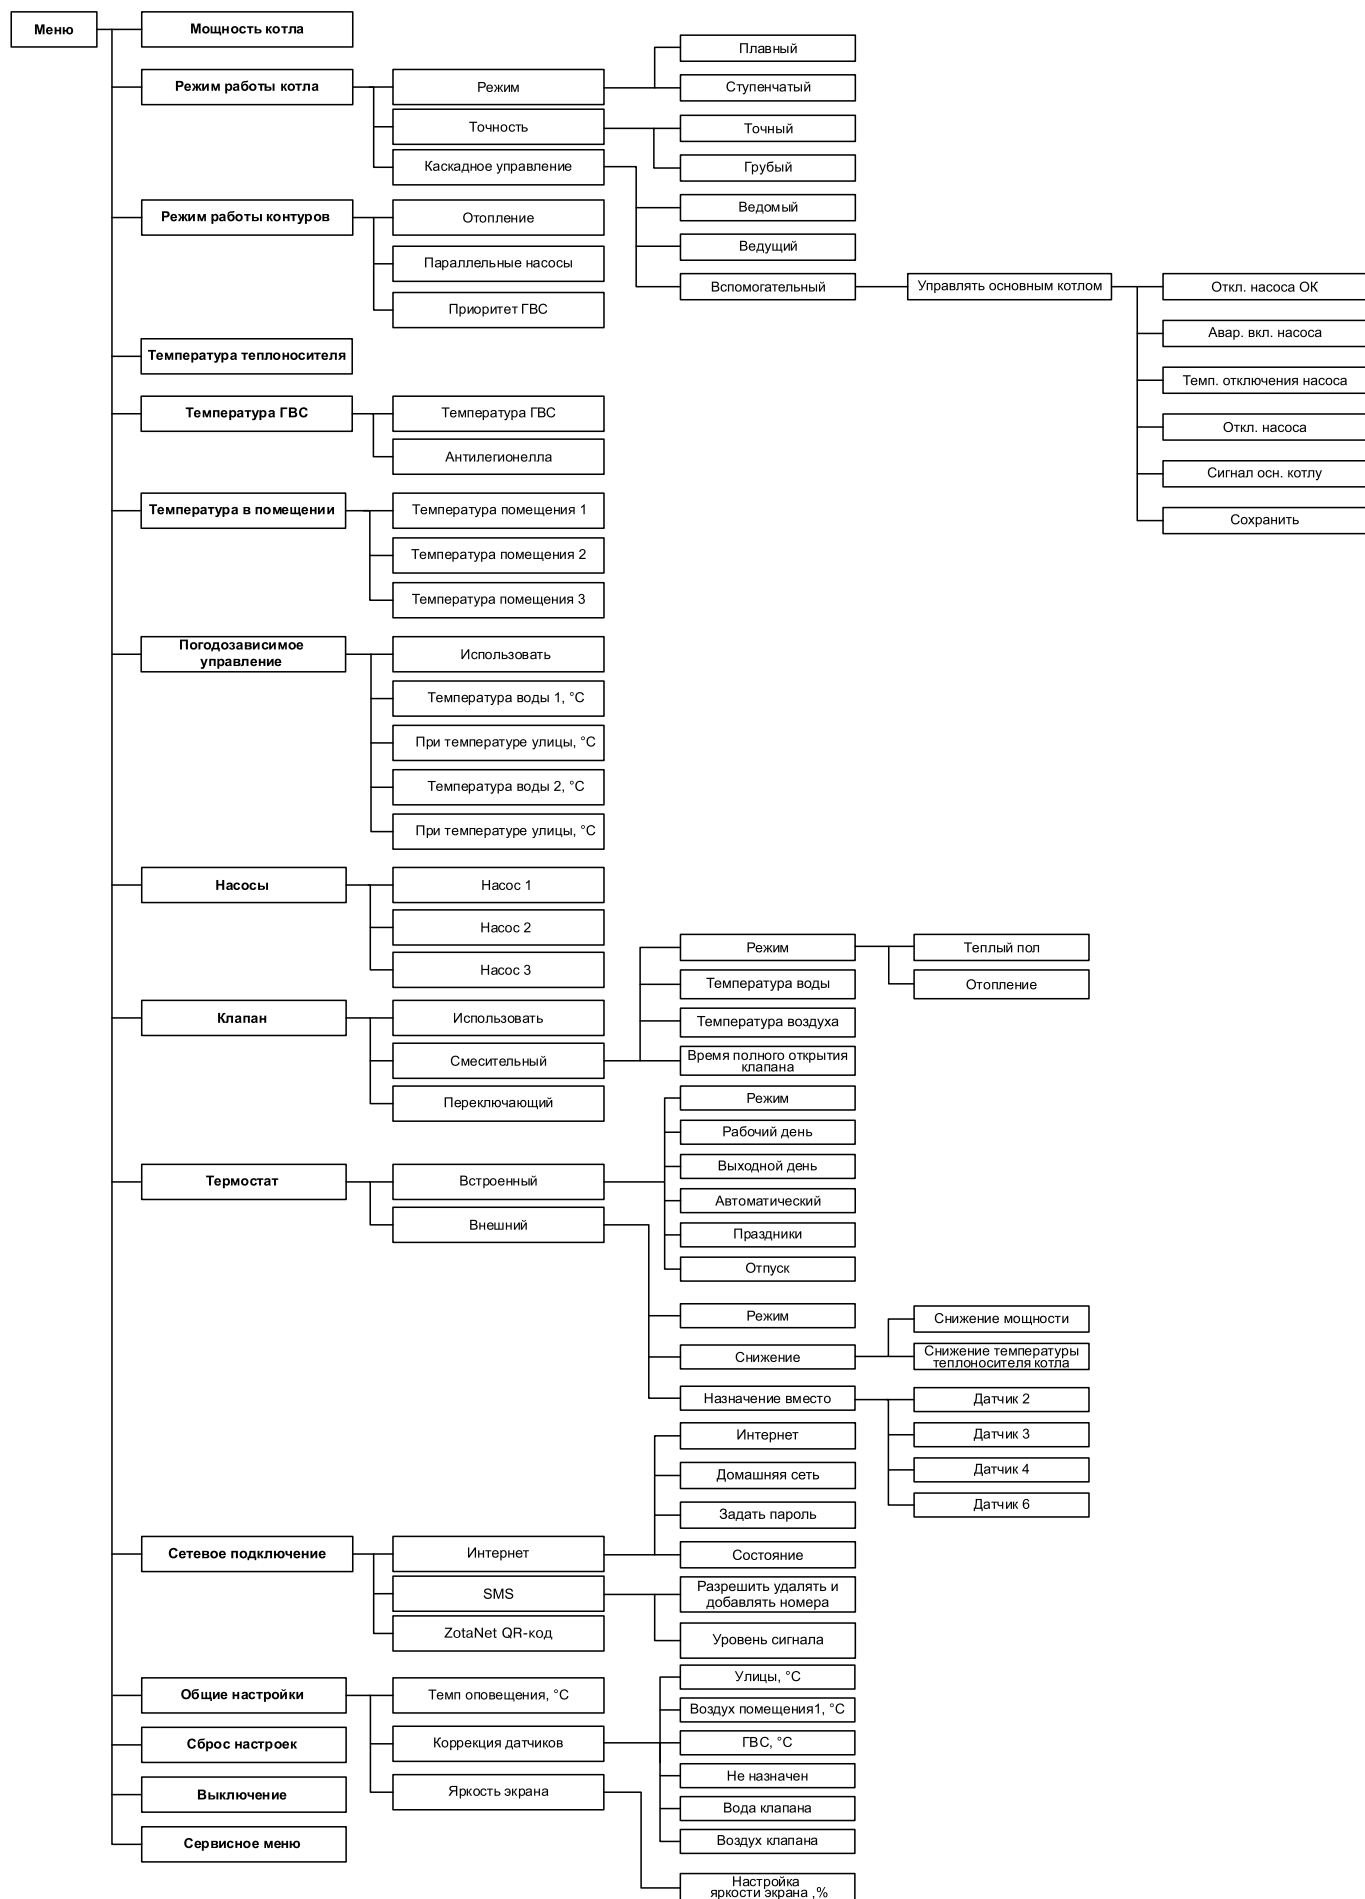 Меню
Мощность котла
Режим работы котла
Режим
Плавный
Ступенчатый
Точность
Точный
Грубый
Каскадное управление
Ведомый
Ведущий
Вспомогательный
Управлять основным котлом
Откл. насоса ОК
Авар. вкл. насоса
Темп. отключения насоса
Откл. насоса
Сигнал осн. котлу
Сохранить
Режим работы контуров
Отопление
Параллельные насосы
Приоритет ГВС
Температура теплоносителя
Температура ГВС
Температура ГВС
Антилегионелла
Температура в помещении
Температура помещения 1
Температура помещения 2
Температура помещения 3
Погодозависимое
управление
Использовать
Температура воды 1, °С
При температуре улицы, °С
Температура воды 2, °С
При температуре улицы, °С
Насосы
Насос 1
Насос 2
Насос 3
Клапан
Использовать
Смесительный
Режим
Теплый пол
Отопление
Температура воды
Температура воздуха
Время полного открытия
клапана
Переключающий
Термостат
Встроенный
Режим
Рабочий день
Выходной день
Автоматический
Праздники
Отпуск
Внешний
Режим
Снижение
Снижение мощности
Снижение температуры
теплоносителя котла
Назначение вместо
Датчик 2
Датчик 3
Датчик 4
Датчик 6
Сетевое подключение
Интернет
Интернет
Домашняя сеть
Задать пароль
Состояние
SMS
Разрешить удалять и
добавлять номера
Уровень сигнала
ZotaNet QR-код
Общие настройки
Темп оповещения, °С
Коррекция датчиков
Улицы, °С
Воздух помещения1, °С
ГВС, °С
Не назначен
Вода клапана
Воздух клапана
Яркость экрана
Настройка
яркости экрана ,%
Сброс настроек
Выключение
Сервисное меню